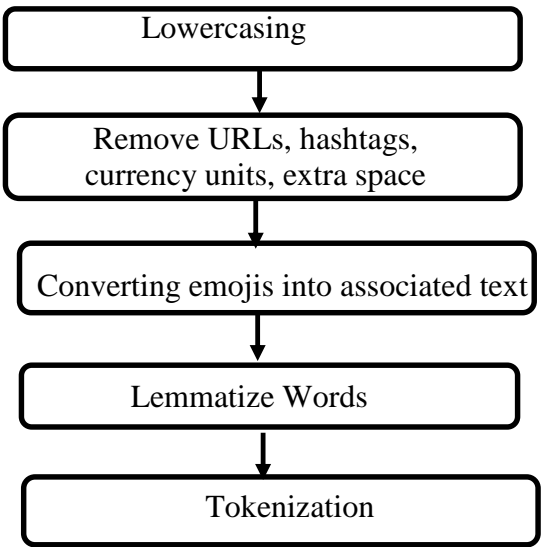 Lowercasing
Remove URLs, hashtags,
currency units, extra space
Converting emojis into associated text
Lemmatize Words
Tokenization